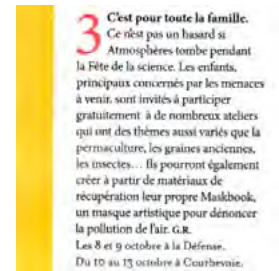 3 C'est pour toute la famille.
Ce n'est pas un hasard si
Atmosphères tombe pendant
la Fête de la science. Les enfants,
principaux concernés par les menaces
à venir, sont invités à participer
gratuitement à de nombreux ateliers
qui ont des thèmes aussi variés que la
permaculture, les graines anciennes,
les insectes… Ils pourront également
créer à partir de matériaux de
récupération leur propre Maskbook,
un masque artistique pour dénoncer
la pollution de l'air. G.R.
Les 8 et 9 octobre à la Défense.
Du 10 au 13 octobre à Courbevoie.